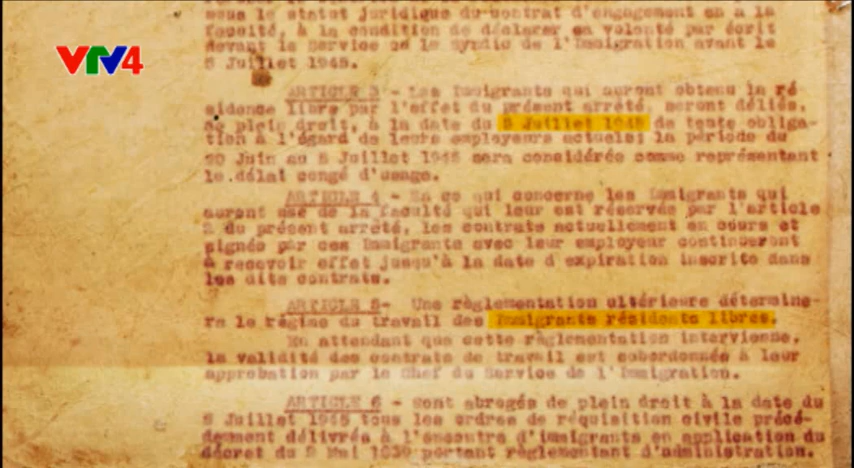 VTV4
sous le statut juridique du contrat d'engagement en a la
faculté, à la condition de déclarer sa volonté par écrit
devant le Service ou le Syndic de l'Immigration avant le
5 Juillet 1945.
ARTICLE 3 - Les Immigrants qui auront obtenu la ré
sidence libre par l'effet du présent arrêté, seront déliés,
de plein droit, à la date du 5 Juillet 1945 de toute obliga-
tion à l'égard de leurs employeurs actuels; la période du
20 Juin au 5 Juillet 1945 sera considérée comme représentant
le délai congé d'usage.
ARTICLE 4 - En ce qui concerne les Immigrants qui
auront usé de la faculté qui leur est réservée par l'article
2 du présent arrêté, les contrats actuellement en cours et
signés par ces Immigrants avec leur employeur continueront
à recevoir effet jusqu'à la date d'expiration inscrite dans
les dits contrats.
ARTICLE 5- Une règlementation ultérieure détermine-
ra le régime du travail des Immigrants résidents libres.
En attendant que cette règlementation intervienne,
la validité des contrats de travail est subordonnée à leur
approbation par le Chef du Service de l'Immigration.
ARTICLE 6 - Sont abrogés de plein droit à la date du
5 Juillet 1945 tous les ordres de réquisition civile précé-
demment délivrés à l'encontre d'immigrants en application du
décret du 2 Mai 1939 portant règlement d'administration.